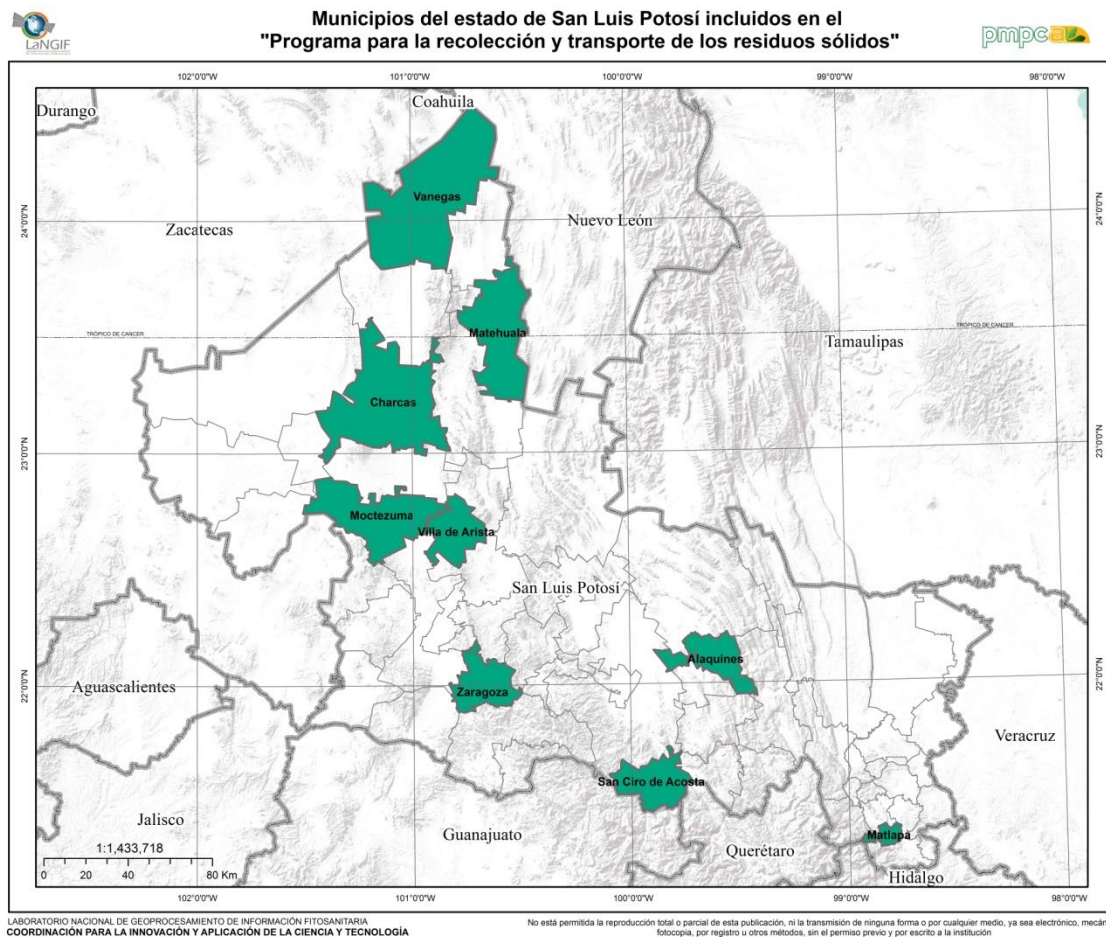 Municipios del estado de San Luis Potosí incluidos en el
"Programa para la recolección y transporte de los residuos sólidos"
LaNGIF
pmpca
102°0'0"W
101°0'0"W
100°0'0"W
99°0'0"W
98°0'0"W
Coahuila
Durango
Vanegas
24°0'0"N
24°0'0"N
Zacatecas
Nuevo León
TRÓPICO DE CANCER
TRÓPICO DE CANCER
Matehuala
Tamaulipas
Charcas
23°0'0"N
23°0'0"N
Moctezuma
Villa de Arista
San Luis Potosí
Alaquines
22°0'0"N
22°0'0"N
Aguascalientes
Zaragoza
Veracruz
San Ciro de Acosta
Jalisco
Guanajuato
Matlapa
Querétaro
Hidalgo
1:1,433,718
0 20 40 80 Km
102°0'0"W
101°0'0"W
100°0'0"W
99°0'0"W
98°0'0"W
LABORATORIO NACIONAL DE GEOPROCESAMIENTO DE INFORMACIÓN FITOSANITARIA
COORDINACIÓN PARA LA INNOVACIÓN Y APLICACIÓN DE LA CIENCIA Y TECNOLOGÍA
No está permitida la reproducción total o parcial de esta publicación, ni la transmisión de ninguna forma o por cualquier medio, ya sea electrónico, mecán
fotocopia, por registro u otros métodos, sin el permiso previo y por escrito a la institución